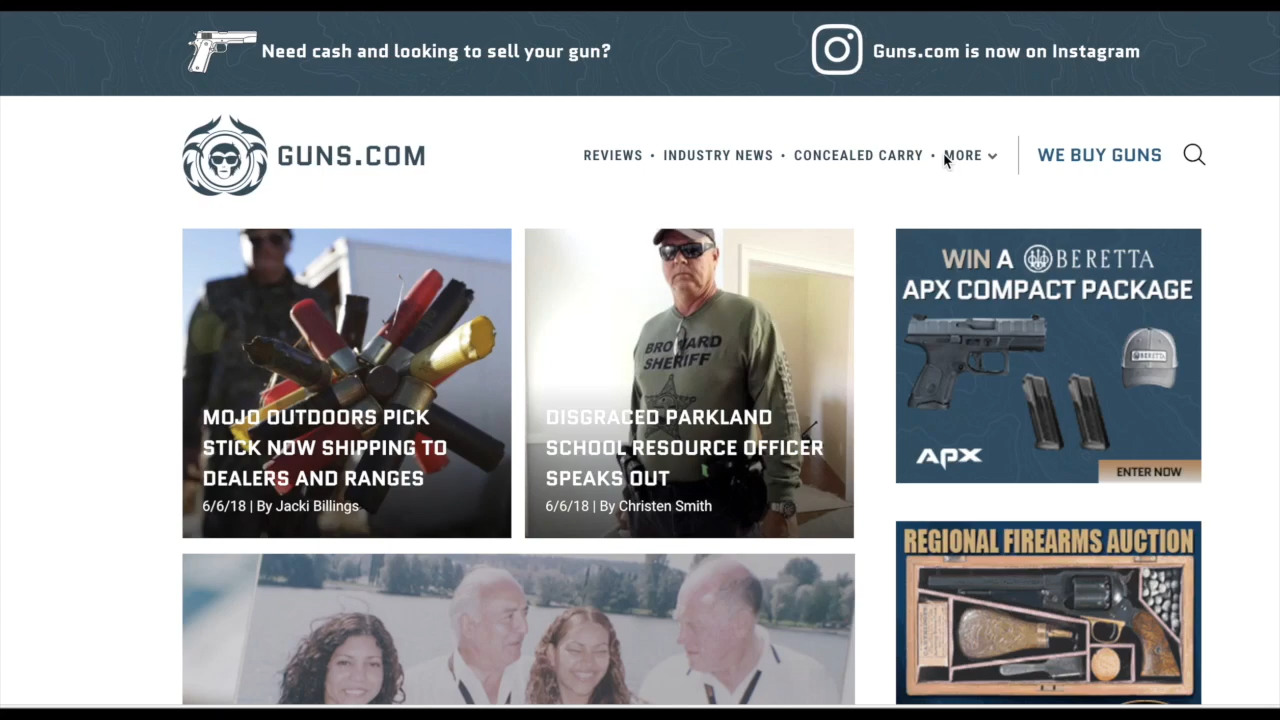 Need cash and looking to sell your gun?
Guns.com is now on Instagram
GUNS.COM
REVIEWS • INDUSTRY NEWS • CONCEALED CARRY • MORE
WE BUY GUNS
MOJO OUTDOORS PICK
STICK NOW SHIPPING TO
DEALERS AND RANGES
6/6/18 | By Jacki Billings
BROWARD
SHERIFF
DISGRACED PARKLAND
SCHOOL RESOURCE OFFICER
SPEAKS OUT
6/6/18 | By Christen Smith
WIN A BERETTA
APX COMPACT PACKAGE
BERETTA
APX
ENTER NOW
REGIONAL FIREARMS AUCTION